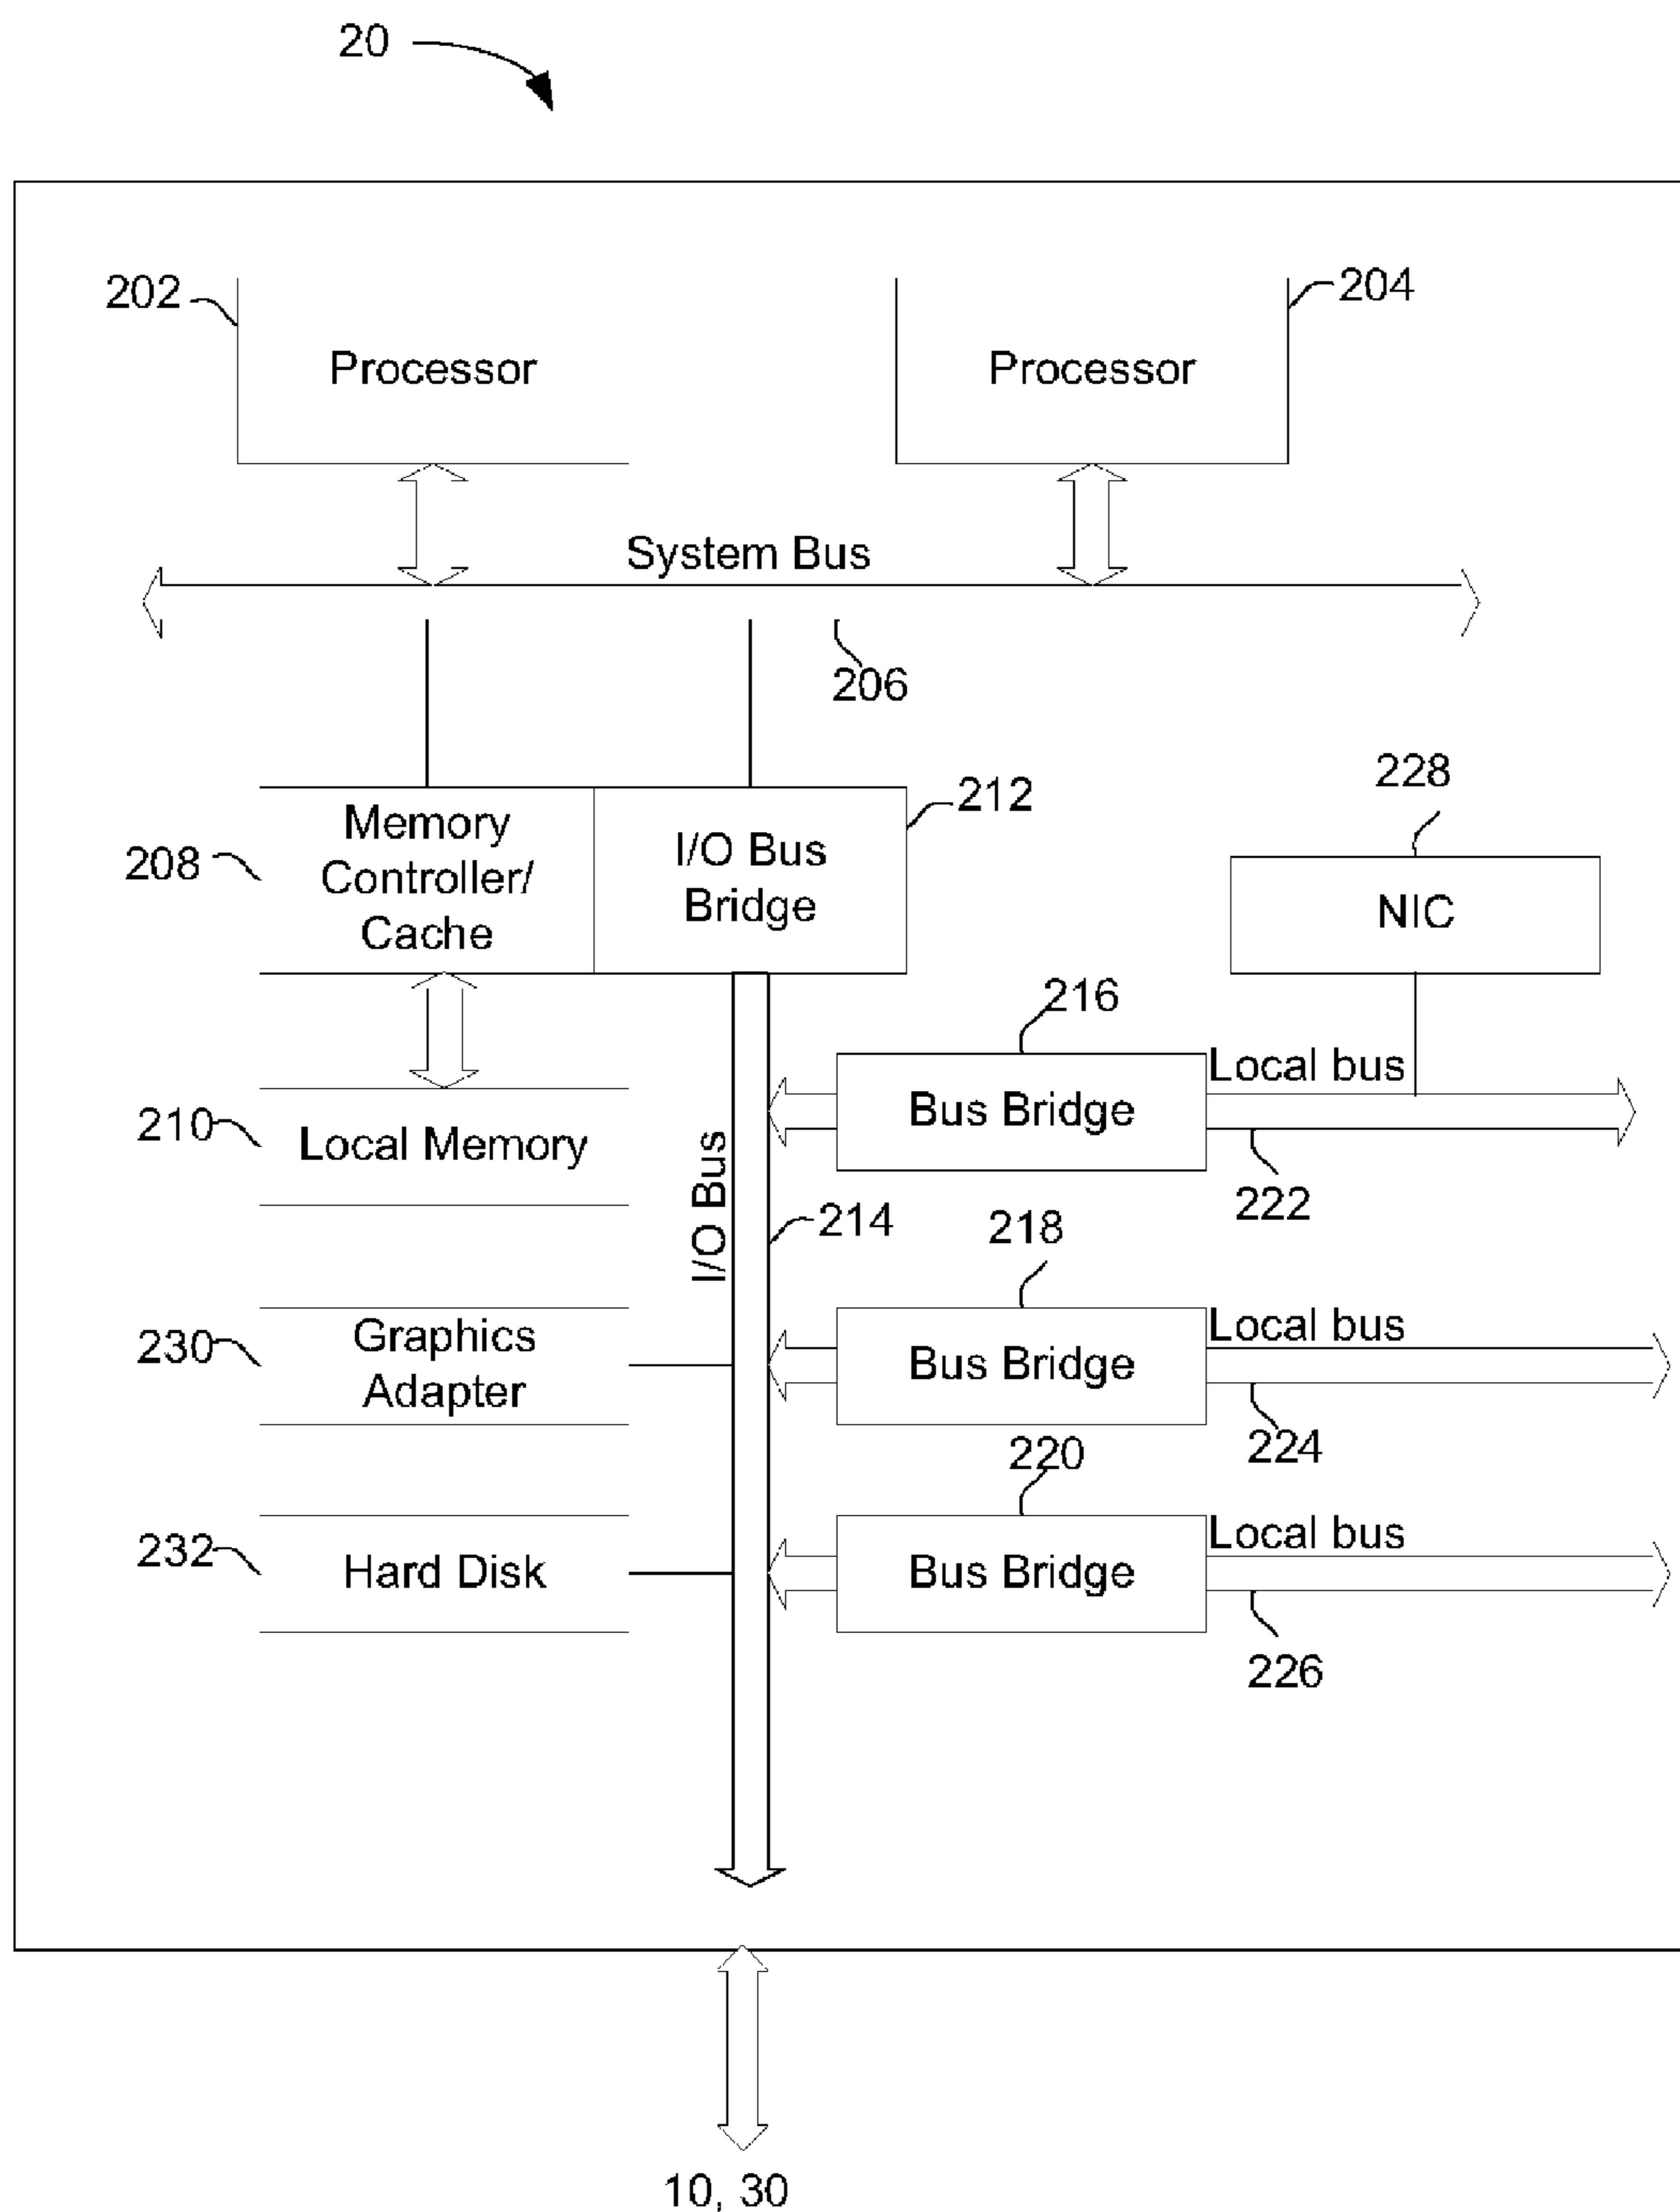 20
202
204
Processor
Processor
System Bus
206
212
228
208
Memory
Controller/
Cache
I/O Bus
Bridge
NIC
216
210
Local Memory
Bus Bridge
Local bus
222
I/O Bus
214
218
230
Graphics
Adapter
Bus Bridge
Local bus
224
220
232
Hard Disk
Bus Bridge
Local bus
226
10, 30